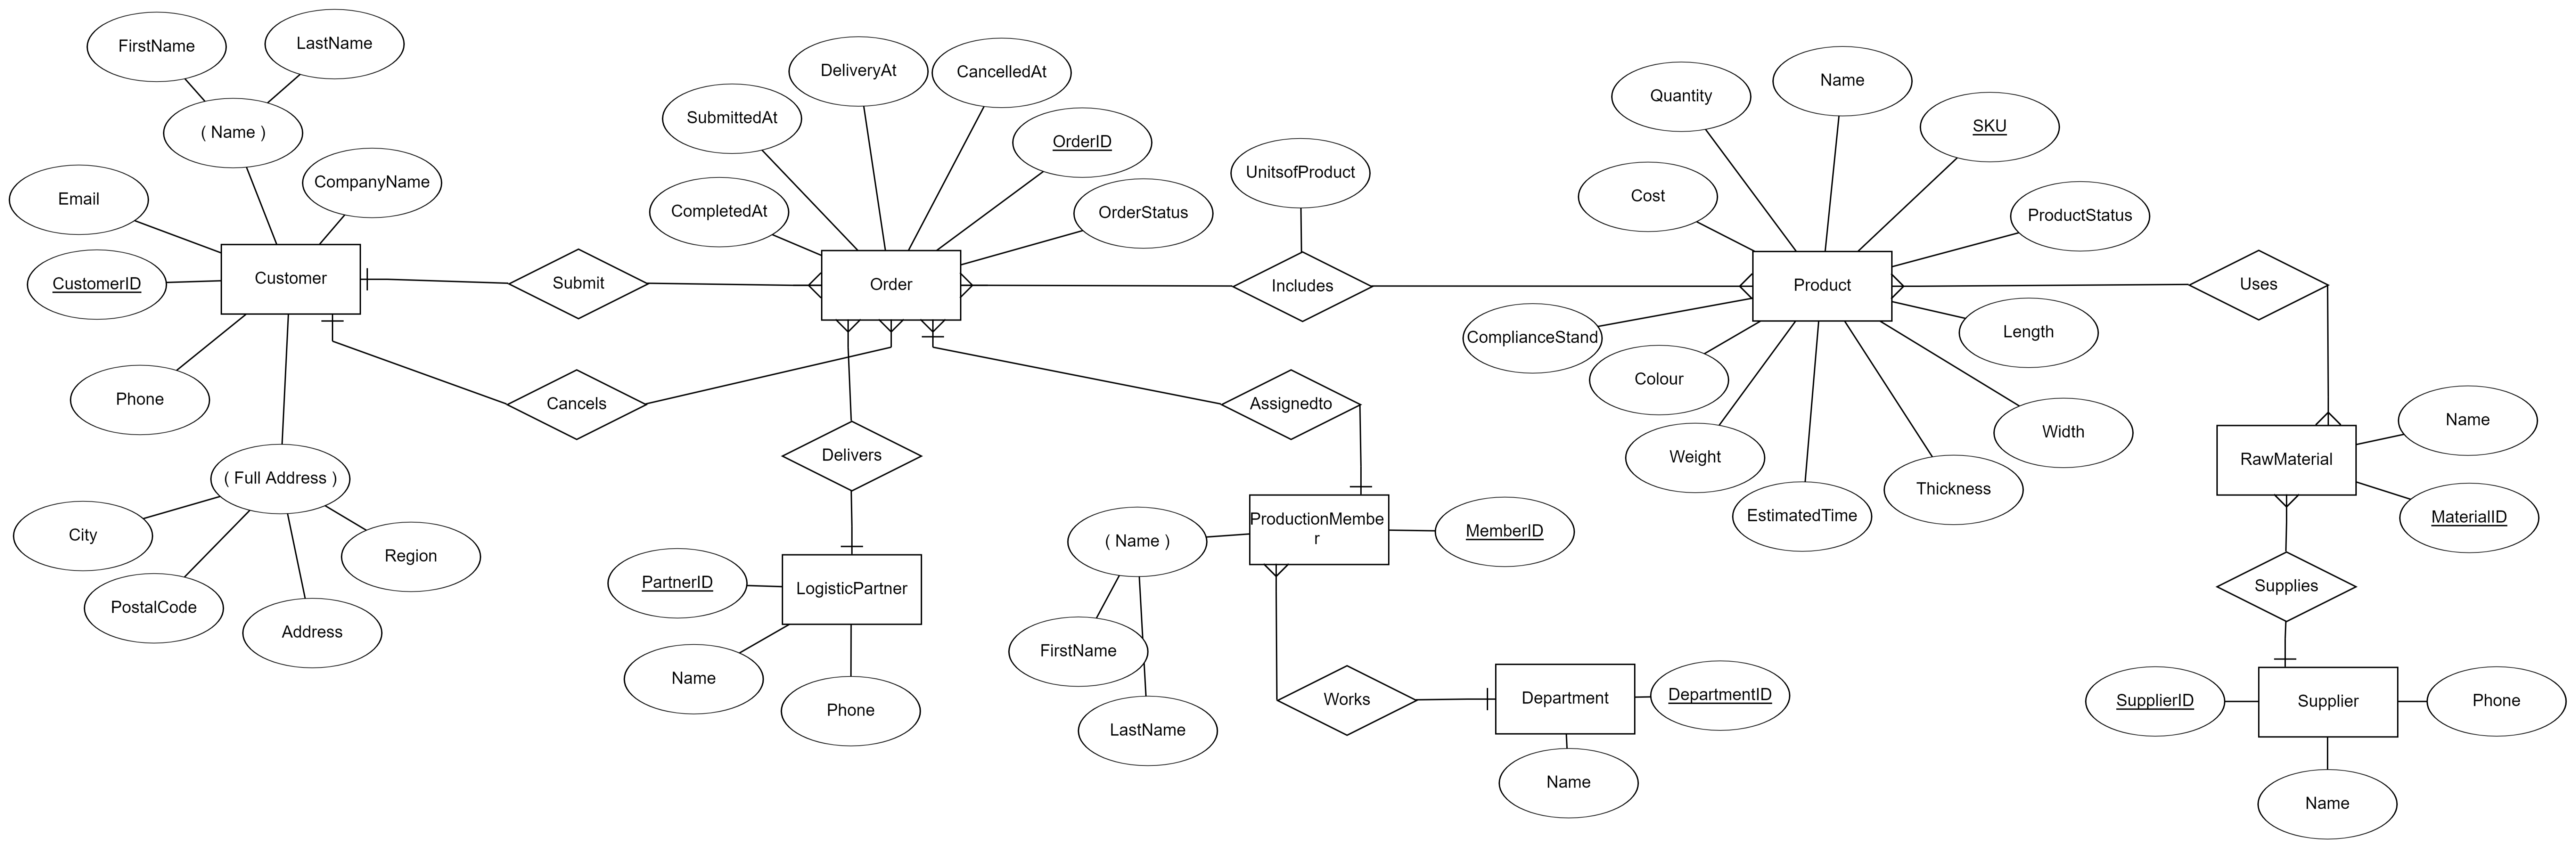 FirstName
LastName
( Name )
Email
CompanyName
CustomerID
Customer
Phone
( Full Address )
City
PostalCode
Address
Region
Submit
Cancels
DeliveryAt
CancelledAt
SubmittedAt
OrderID
CompletedAt
OrderStatus
Order
Delivers
LogisticPartner
PartnerID
Name
Phone
UnitsofProduct
Includes
Assignedto
ProductionMembe
r
( Name )
MemberID
FirstName
LastName
Works
Department
DepartmentID
Name
Quantity
Name
SKU
Cost
ProductStatus
Product
ComplianceStand
Length
Colour
Width
Weight
Thickness
EstimatedTime
Uses
RawMaterial
Name
MaterialID
Supplies
SupplierID
Supplier
Phone
Name